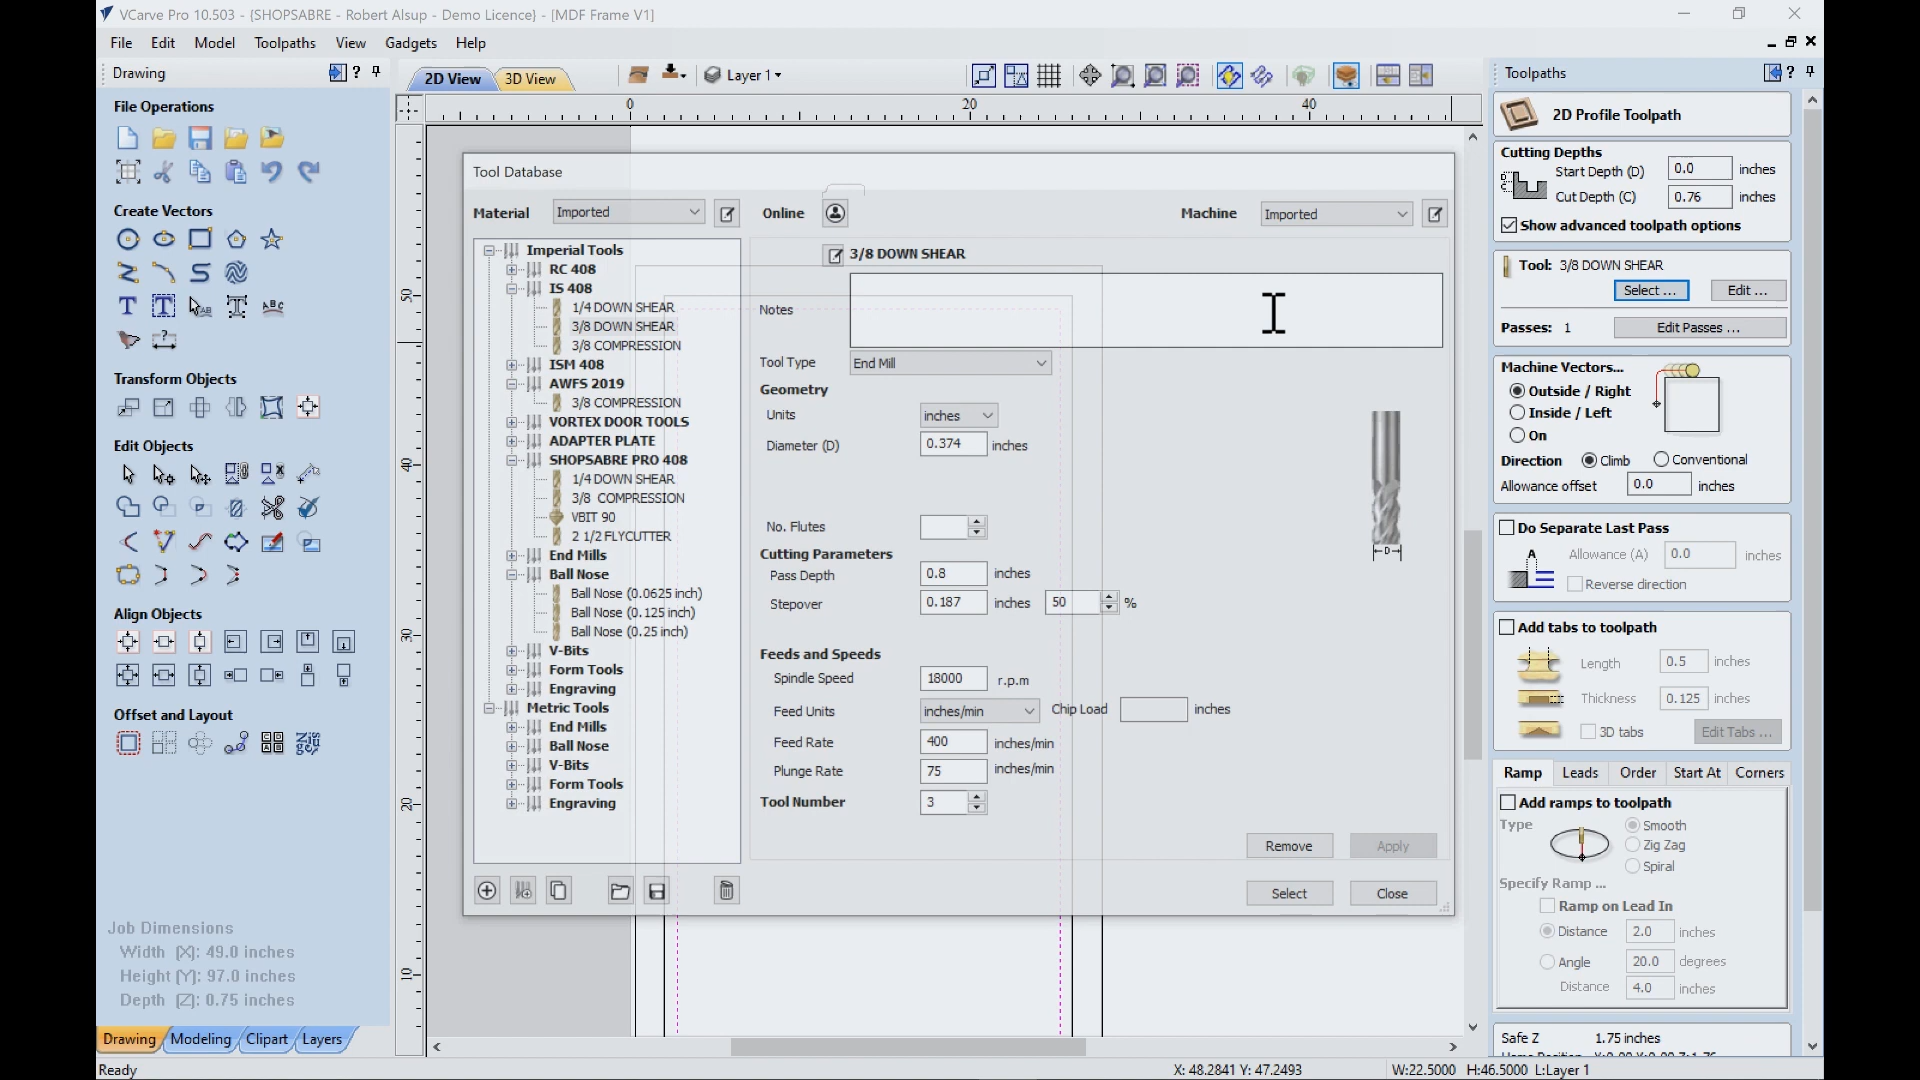 VCarve Pro 10.503 - {SHOPSABRE - Robert Alsup - Demo Licence} - [MDF Frame V1]
File Edit Model Toolpaths View Gadgets Help
Drawing
File Operations
Create Vectors
Transform Objects
Edit Objects
Align Objects
Offset and Layout
Job Dimensions
Width (X): 49.0 inches
Height (Y): 97.0 inches
Depth (Z): 0.75 inches
Drawing Modeling Clipart Layers
Ready
2D View 3D View Layer 1
0 20 40
50
40
30
20
10
Tool Database
Material Imported Online Machine Imported
Imperial Tools
RC 408
IS 408
1/4 DOWN SHEAR
3/8 DOWN SHEAR
3/8 COMPRESSION
ISM 408
AWFS 2019
3/8 COMPRESSION
VORTEX DOOR TOOLS
ADAPTER PLATE
SHOPSABRE PRO 408
1/4 DOWN SHEAR
3/8 COMPRESSION
VBIT 90
2 1/2 FLYCUTTER
End Mills
Ball Nose
Ball Nose (0.0625 inch)
Ball Nose (0.125 inch)
Ball Nose (0.25 inch)
V-Bits
Form Tools
Engraving
Metric Tools
End Mills
Ball Nose
V-Bits
Form Tools
Engraving
3/8 DOWN SHEAR
Notes
Tool Type End Mill
Geometry
Units inches
Diameter (D) 0.374 inches
No. Flutes
Cutting Parameters
Pass Depth 0.8 inches
Stepover 0.187 inches 50 %
Feeds and Speeds
Spindle Speed 18000 r.p.m
Feed Units inches/min Chip Load inches
Feed Rate 400 inches/min
Plunge Rate 75 inches/min
Tool Number 3
D
Remove Apply
Select Close
X: 48.2841 Y: 47.2493
W:22.5000 H:46.5000 L:Layer 1
Toolpaths
2D Profile Toolpath
Cutting Depths
Start Depth (D) 0.0 inches
Cut Depth (C) 0.76 inches
Show advanced toolpath options
Tool: 3/8 DOWN SHEAR
Select ... Edit ...
Passes: 1 Edit Passes ...
Machine Vectors...
Outside / Right
Inside / Left
On
Direction Climb Conventional
Allowance offset 0.0 inches
Do Separate Last Pass
A Allowance (A) 0.0 inches
Reverse direction
Add tabs to toolpath
Length 0.5 inches
Thickness 0.125 inches
3D tabs Edit Tabs ...
Ramp Leads Order Start At Corners
Add ramps to toolpath
Type Smooth
Zig Zag
Spiral
Specify Ramp ...
Ramp on Lead In
Distance 2.0 inches
Angle 20.0 degrees
Distance 4.0 inches
Safe Z 1.75 inches